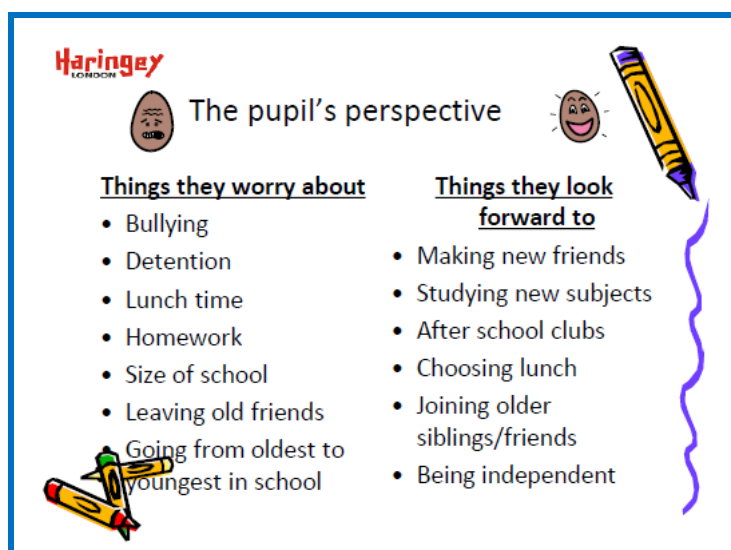 Haringey
LONDON
The pupil's perspective
Things they worry about
• Bullying
• Detention
• Lunch time
• Homework
• Size of school
• Leaving old friends
• Going from oldest to
youngest in school
Things they look
forward to
• Making new friends
• Studying new subjects
• After school clubs
• Choosing lunch
• Joining older
siblings/friends
• Being independent